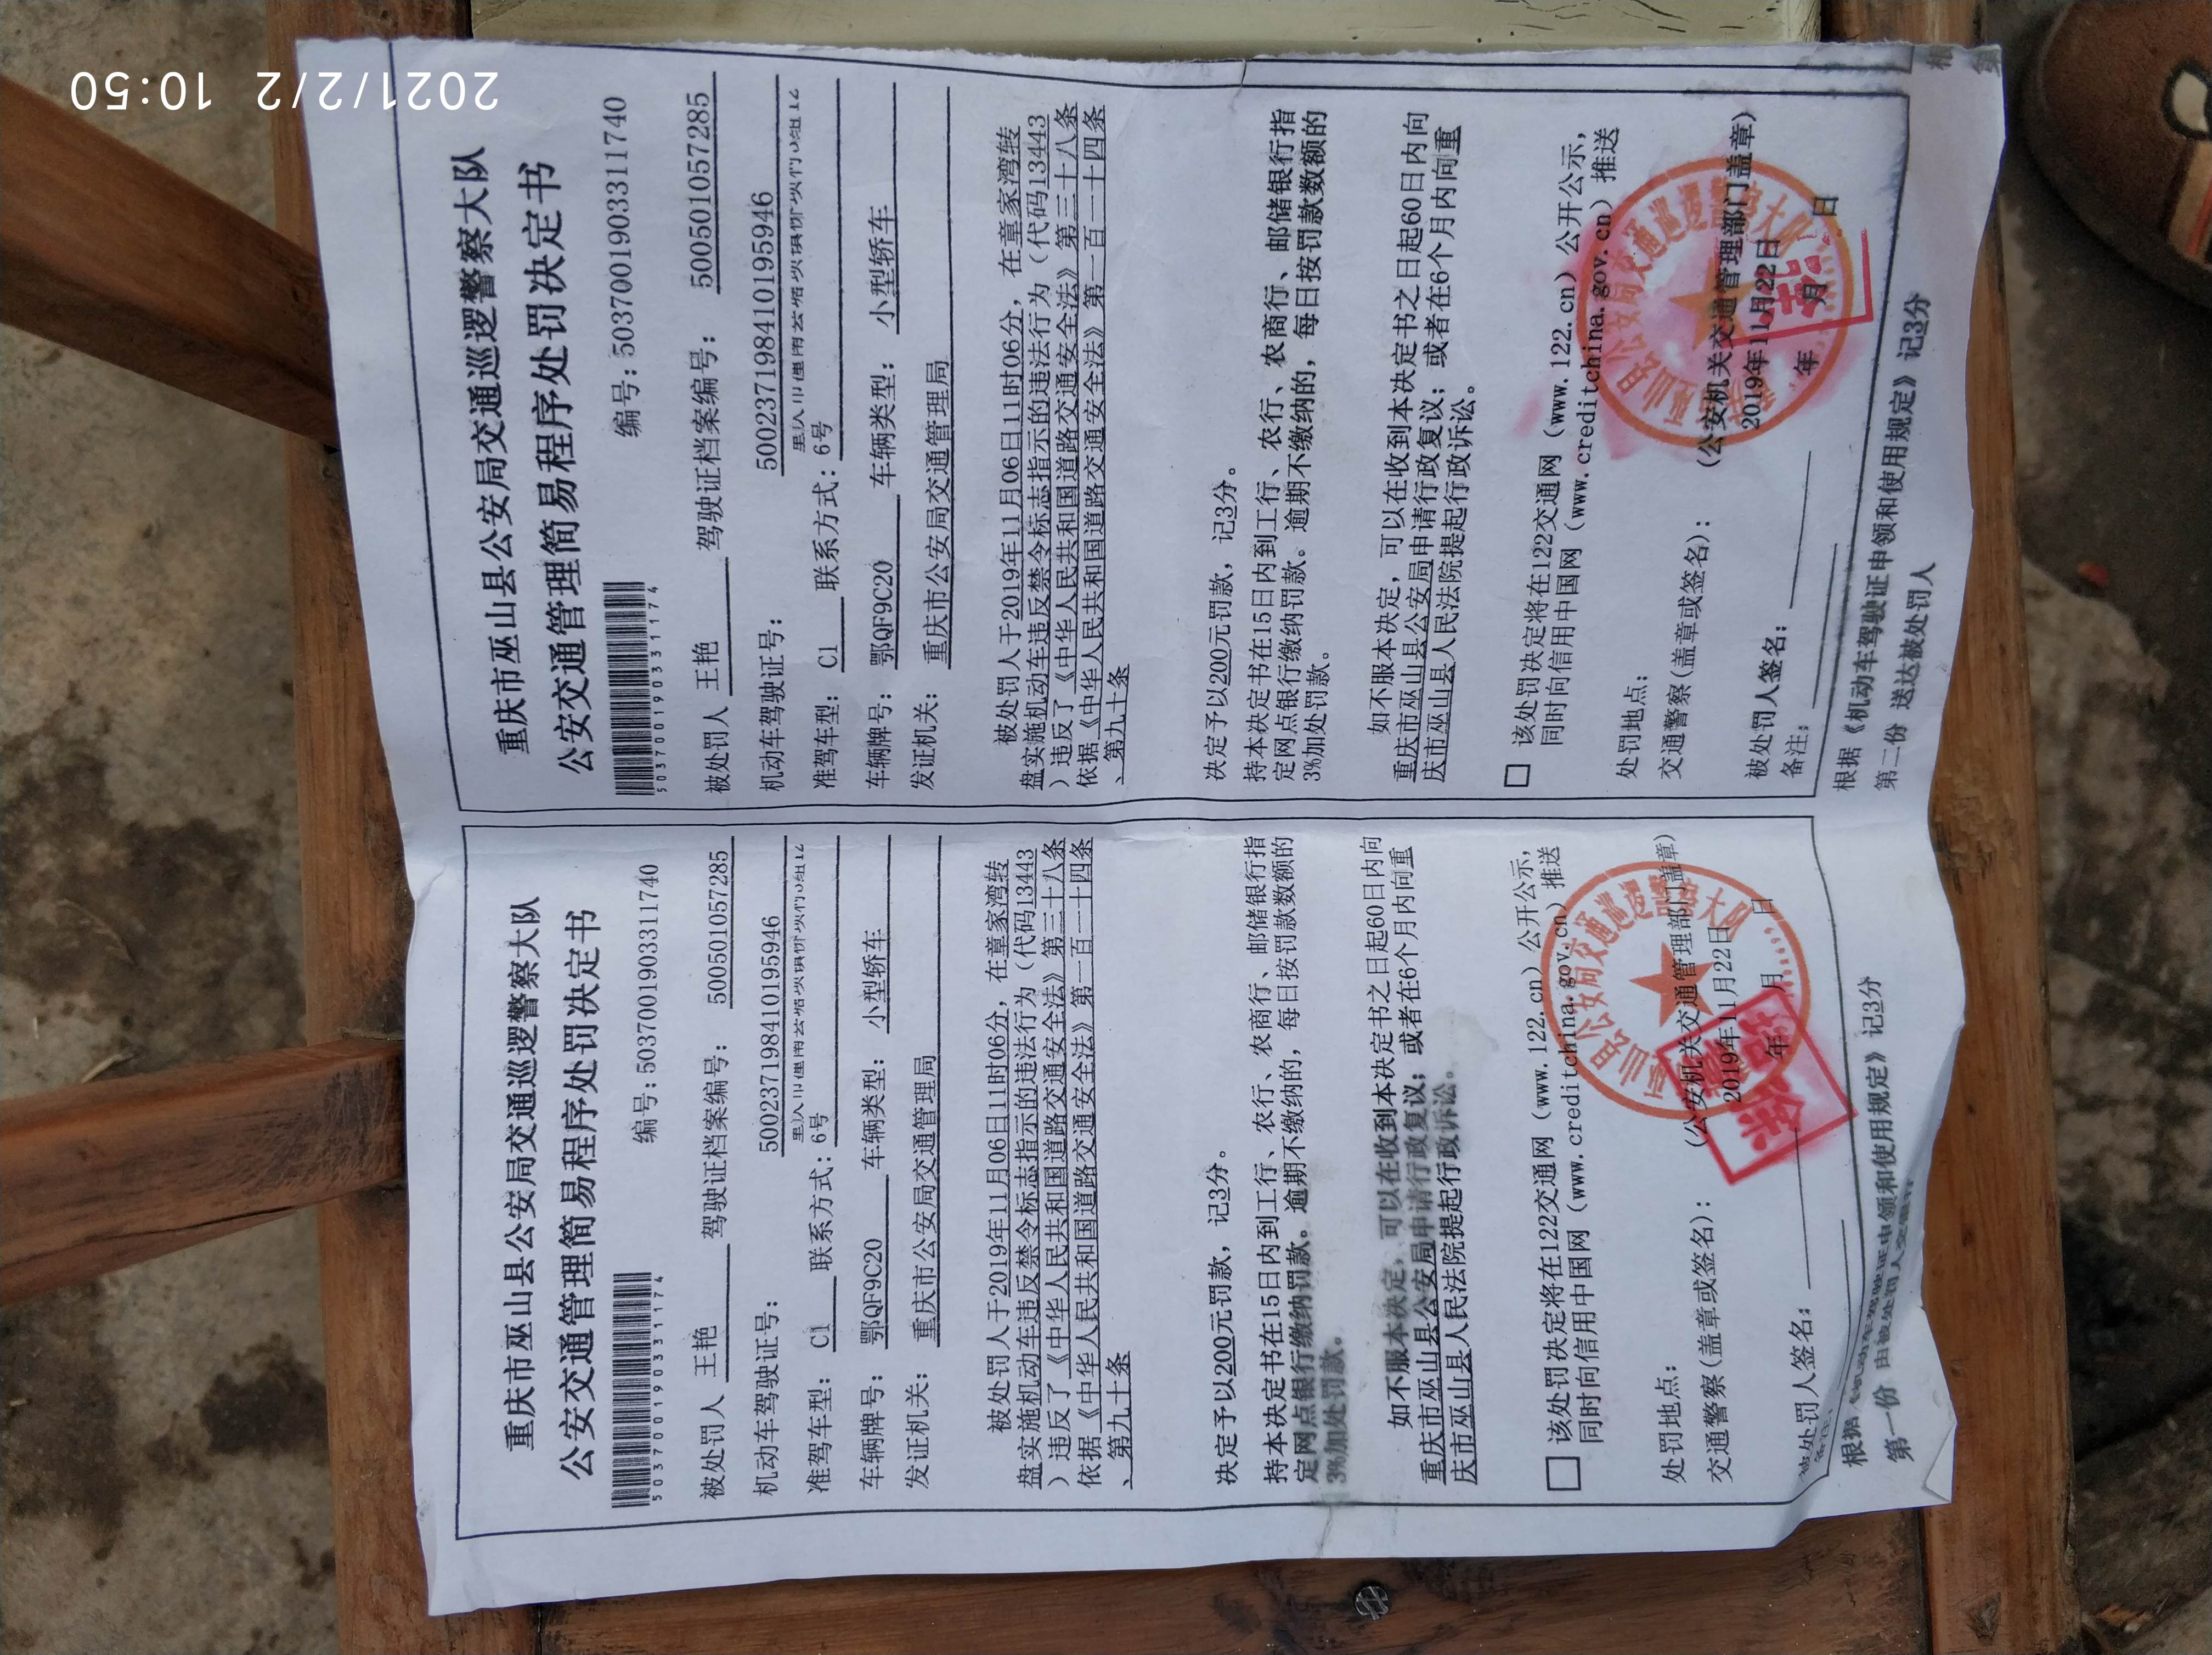 重庆市巫山县公安局交通巡逻警察大队
公安交通管理简易程序处罚决定书
编号:5037001903311740
503700190331174
被处罚人 王艳 驾驶证档案编号: 500501057285
机动车驾驶证号: 500237198410195946
准驾车型: C1 联系方式: 6号
车辆牌号: 鄂QF9C20 车辆类型: 小型轿车
发证机关: 重庆市公安局交通管理局
被处罚人于2019年11月06日11时06分，在章家湾转
盘实施机动车违反禁令标志指示的违法行为（代码13443
）违反了《中华人民共和国道路交通安全法》第三十八条
依据《中华人民共和国道路交通安全法》第一百一十四条
、第九十条
决定予以200元罚款，记3分。
持本决定书在15日内到工行、农行、农商行、邮储银行指
定网点银行缴纳罚款。逾期不缴纳的，每日按罚款数额的
3%加处罚款。
如不服本决定，可以在收到本决定书之日起60日内向
重庆市巫山县公安局申请行政复议；或者在6个月内向重
庆市巫山县人民法院提起行政诉讼。
该处罚决定将在122交通网（www.122.cn）公开公示，
同时向信用中国网（www.creditchina.gov.cn）推送
处罚地点：
交通警察(盖章或签名)：
（公安机关交通管理部门盖章）
2019年11月22日
被处罚人签名： 年 月 日
根据《机动车驾驶证申领和使用规定》记3分
第一份 由被处罚人
重庆市巫山县公安局交通巡逻警察大队
公安交通管理简易程序处罚决定书
编号:5037001903311740
503700190331174
被处罚人 王艳 驾驶证档案编号: 500501057285
机动车驾驶证号: 500237198410195946
准驾车型: C1 联系方式: 6号
车辆牌号: 鄂QF9C20 车辆类型: 小型轿车
发证机关: 重庆市公安局交通管理局
被处罚人于2019年11月06日11时06分，在章家湾转
盘实施机动车违反禁令标志指示的违法行为（代码13443
）违反了《中华人民共和国道路交通安全法》第三十八条
依据《中华人民共和国道路交通安全法》第一百一十四条
、第九十条
决定予以200元罚款，记3分。
持本决定书在15日内到工行、农行、农商行、邮储银行指
定网点银行缴纳罚款。逾期不缴纳的，每日按罚款数额的
3%加处罚款。
如不服本决定，可以在收到本决定书之日起60日内向
重庆市巫山县公安局申请行政复议；或者在6个月内向重
庆市巫山县人民法院提起行政诉讼。
该处罚决定将在122交通网（www.122.cn）公开公示，
同时向信用中国网（www.creditchina.gov.cn）推送
处罚地点：
交通警察(盖章或签名)：
（公安机关交通管理部门盖章）
2019年11月22日
被处罚人签名： 年 月 日
备注：
根据《机动车驾驶证申领和使用规定》记3分
第二份 送达被处罚人
2021/2/2 10:50